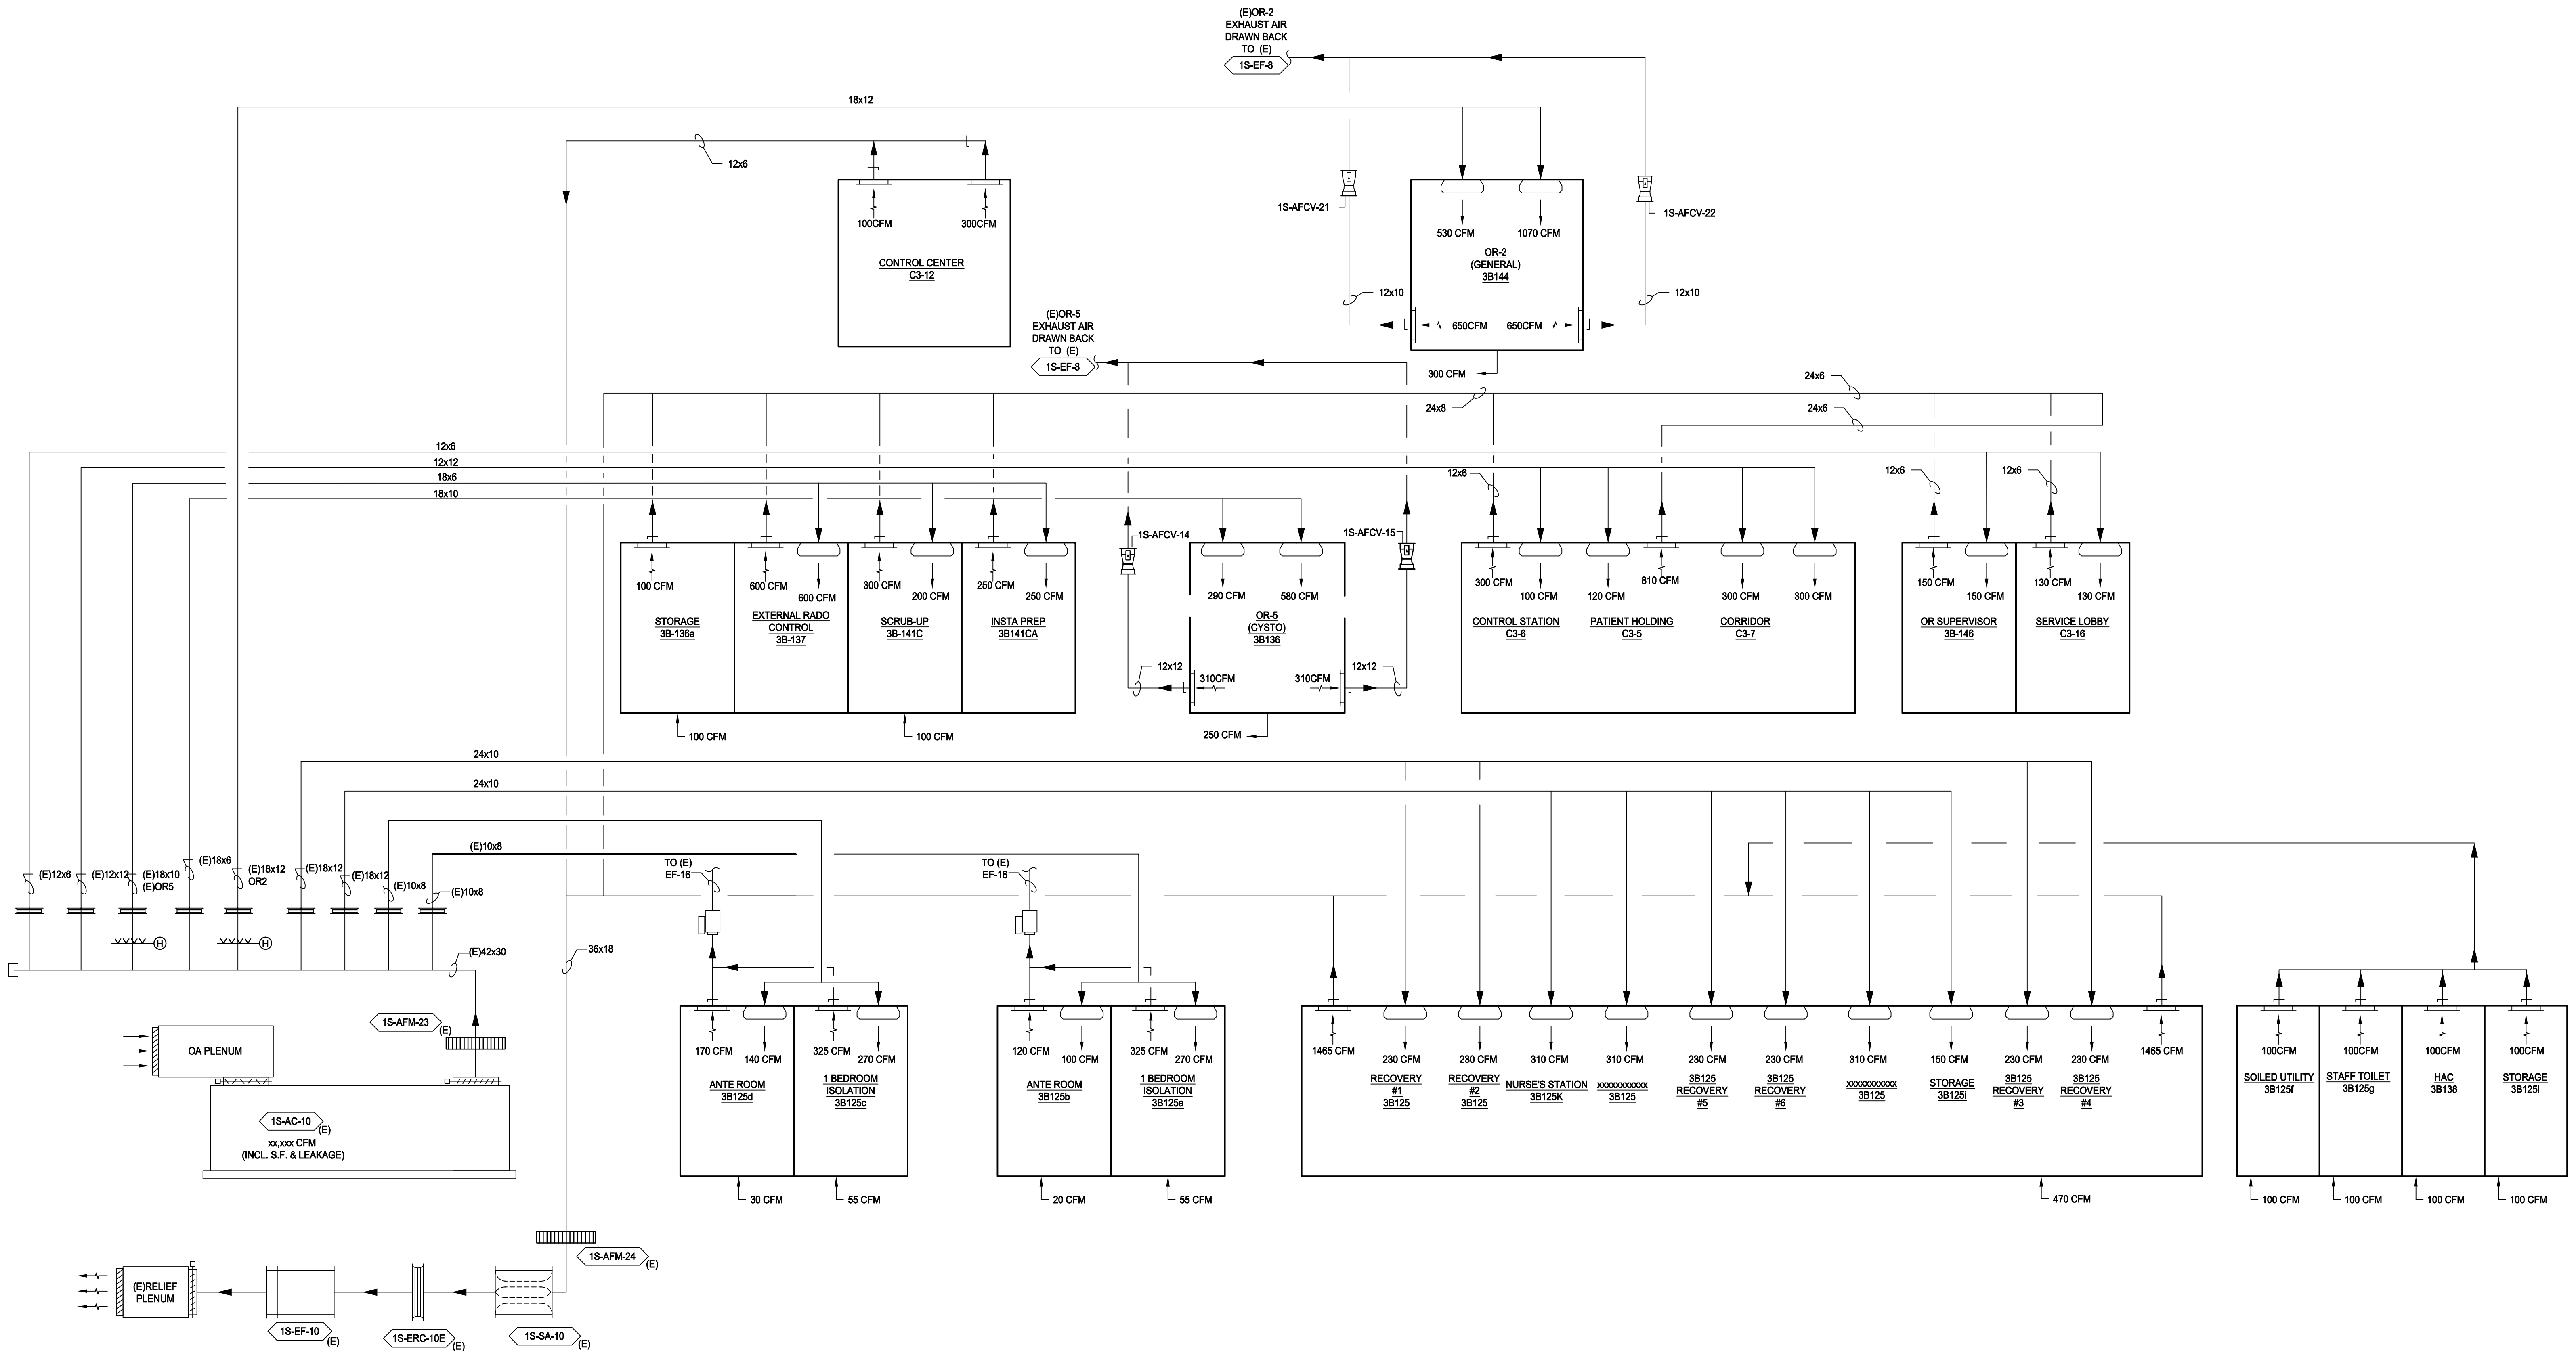 (E)OR-2
EXHAUST AIR
DRAWN BACK
TO (E)
1S-EF-8
18x12
12x6
100CFM
300CFM
CONTROL CENTER
C3-12
1S-AFCV-21
1S-AFCV-22
530 CFM
1070 CFM
OR-2
(GENERAL)
3B144
12x10
12x10
650CFM
650CFM
300 CFM
(E)OR-5
EXHAUST AIR
DRAWN BACK
TO (E)
1S-EF-8
24x6
24x8
24x6
12x6
12x12
18x6
18x10
12x6
12x6
12x6
1S-AFCV-14
1S-AFCV-15
100 CFM
600 CFM
600 CFM
300 CFM
200 CFM
250 CFM
250 CFM
290 CFM
580 CFM
300 CFM
100 CFM
120 CFM
810 CFM
300 CFM
300 CFM
150 CFM
150 CFM
130 CFM
130 CFM
STORAGE
3B-136a
EXTERNAL RADO
CONTROL
3B-137
SCRUB-UP
3B-141C
INSTA PREP
3B141CA
OR-5
(CYSTO)
3B136
CONTROL STATION
C3-6
PATIENT HOLDING
C3-5
CORRIDOR
C3-7
OR SUPERVISOR
3B-146
SERVICE LOBBY
C3-16
12x12
12x12
310CFM
310CFM
100 CFM
100 CFM
250 CFM
24x10
24x10
(E)10x8
(E)12x6
(E)12x12
(E)18x10
(E)OR5
(E)18x6
(E)18x12
OR2
(E)18x12
(E)18x12
(E)10x8
(E)10x8
H
H
TO (E)
EF-16
TO (E)
EF-16
(E)42x30
36x18
1S-AFM-23
(E)
OA PLENUM
1S-AC-10
(E)
xx,xxx CFM
(INCL. S.F. & LEAKAGE)
170 CFM
140 CFM
325 CFM
270 CFM
ANTE ROOM
3B125d
1 BEDROOM
ISOLATION
3B125c
30 CFM
55 CFM
120 CFM
100 CFM
325 CFM
270 CFM
ANTE ROOM
3B125b
1 BEDROOM
ISOLATION
3B125a
20 CFM
55 CFM
1465 CFM
230 CFM
230 CFM
310 CFM
310 CFM
230 CFM
230 CFM
310 CFM
150 CFM
230 CFM
230 CFM
1465 CFM
RECOVERY
#1
3B125
RECOVERY
#2
3B125
NURSE'S STATION
3B125K
xxxxxxxxxxx
3B125
3B125
RECOVERY
#5
3B125
RECOVERY
#6
xxxxxxxxxxx
3B125
STORAGE
3B125i
3B125
RECOVERY
#3
3B125
RECOVERY
#4
470 CFM
100CFM
100CFM
100CFM
100CFM
SOILED UTILITY
3B125f
STAFF TOILET
3B125g
HAC
3B138
STORAGE
3B125i
100 CFM
100 CFM
100 CFM
100 CFM
1S-AFM-24
(E)
(E)RELIEF
PLENUM
1S-EF-10
(E)
1S-ERC-10E
(E)
1S-SA-10
(E)